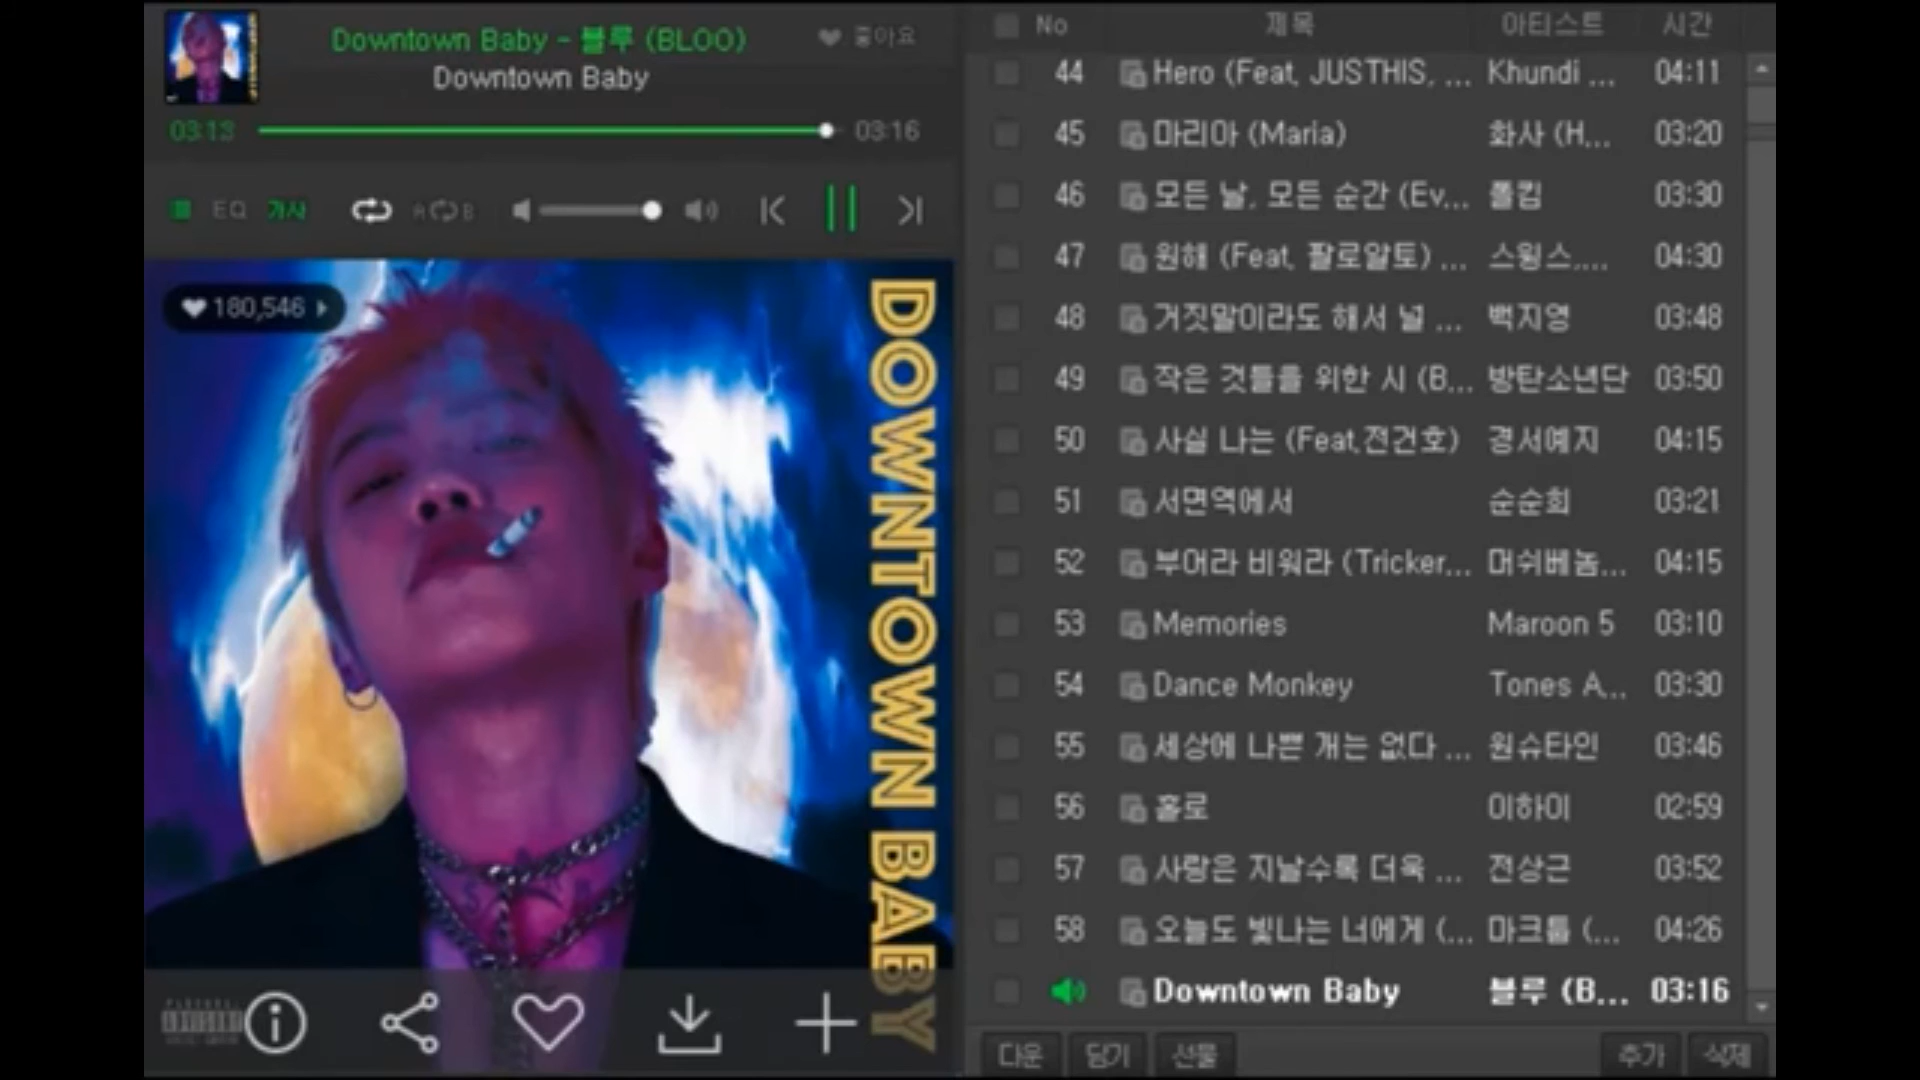 Downtown Baby - 블루 (BLOO)
좋아요
Downtown Baby
03:13
03:16
EQ 가사
A B
180,546
DOWNTOWN BABY
ADVISORY
No 제목 아티스트 시간
44 Hero (Feat. JUSTHIS, ... Khundi ... 04:11
45 마리아 (Maria) 화사 (H... 03:20
46 모든 날, 모든 순간 (Ev... 폴킴 03:30
47 원해 (Feat. 팔로알토) ... 스윙스.... 04:30
48 거짓말이라도 해서 널 ... 백지영 03:48
49 작은 것들을 위한 시 (B... 방탄소년단 03:50
50 사실 나는 (Feat.전건호) 경서예지 04:15
51 서면역에서 순순희 03:21
52 부어라 비워라 (Tricker... 머쉬베놈... 04:15
53 Memories Maroon 5 03:10
54 Dance Monkey Tones A... 03:30
55 세상에 나쁜 개는 없다 ... 원슈타인 03:46
56 홀로 이하이 02:59
57 사랑은 지날수록 더욱 ... 전상근 03:52
58 오늘도 빛나는 너에게 (... 마크툽 (... 04:26
Downtown Baby 블루 (B... 03:16
다운 담기 선물 추가 삭제